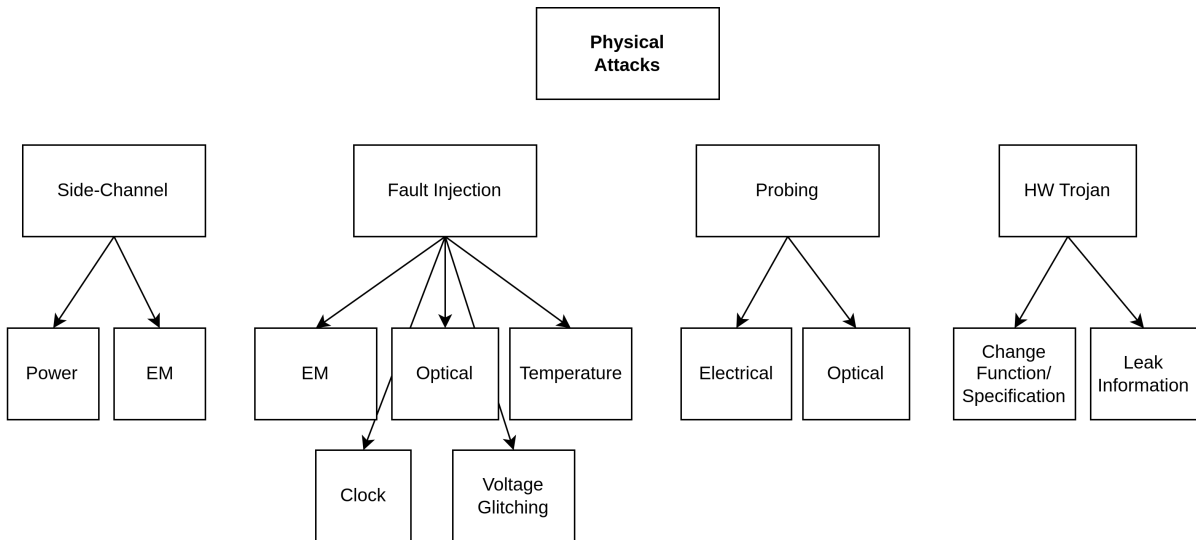 Physical
Attacks
Side-Channel
Fault Injection
Probing
HW Trojan
Power
EM
EM
Optical
Temperature
Electrical
Optical
Change
Function/
Specification
Leak
Information
Clock
Voltage
Glitching